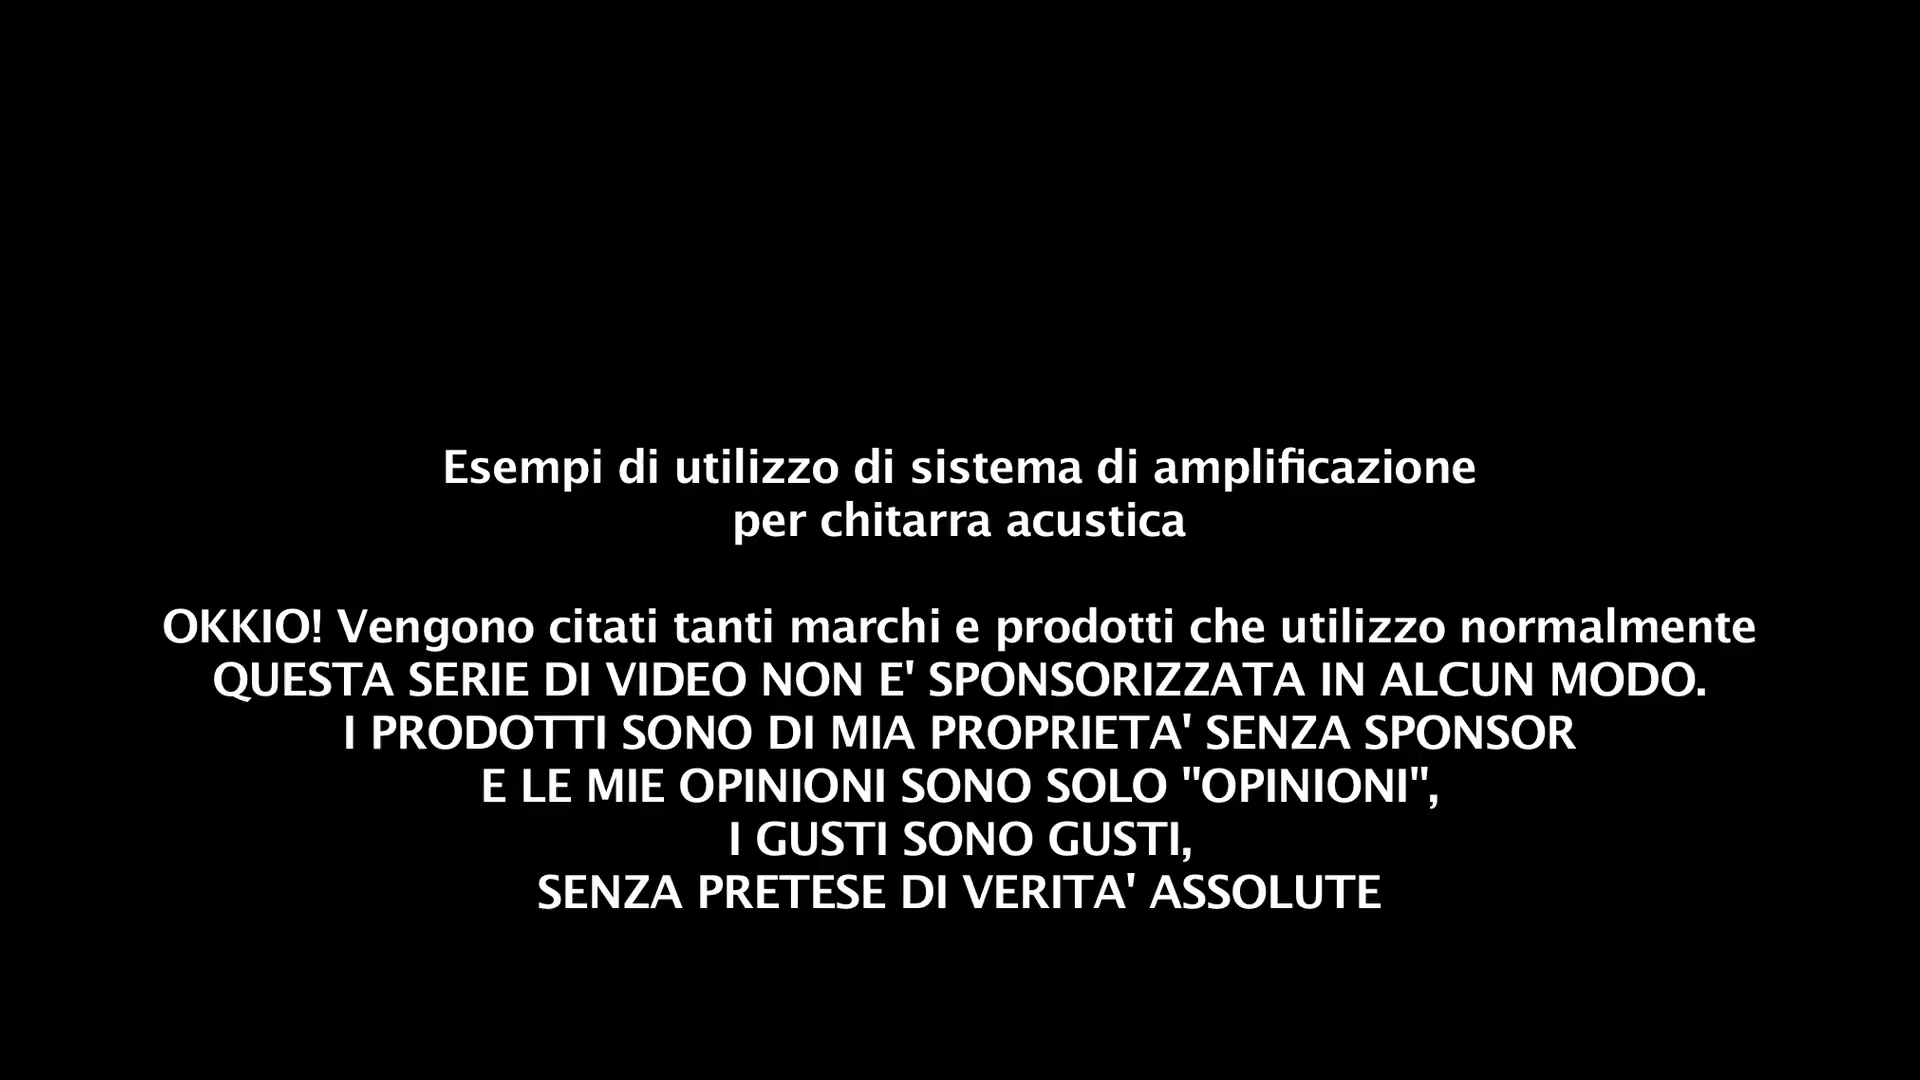 Esempi di utilizzo di sistema di amplificazione
per chitarra acustica
OKKIO! Vengono citati tanti marchi e prodotti che utilizzo normalmente
QUESTA SERIE DI VIDEO NON E' SPONSORIZZATA IN ALCUN MODO.
I PRODOTTI SONO DI MIA PROPRIETA' SENZA SPONSOR
E LE MIE OPINIONI SONO SOLO "OPINIONI",
I GUSTI SONO GUSTI,
SENZA PRETESE DI VERITA' ASSOLUTE